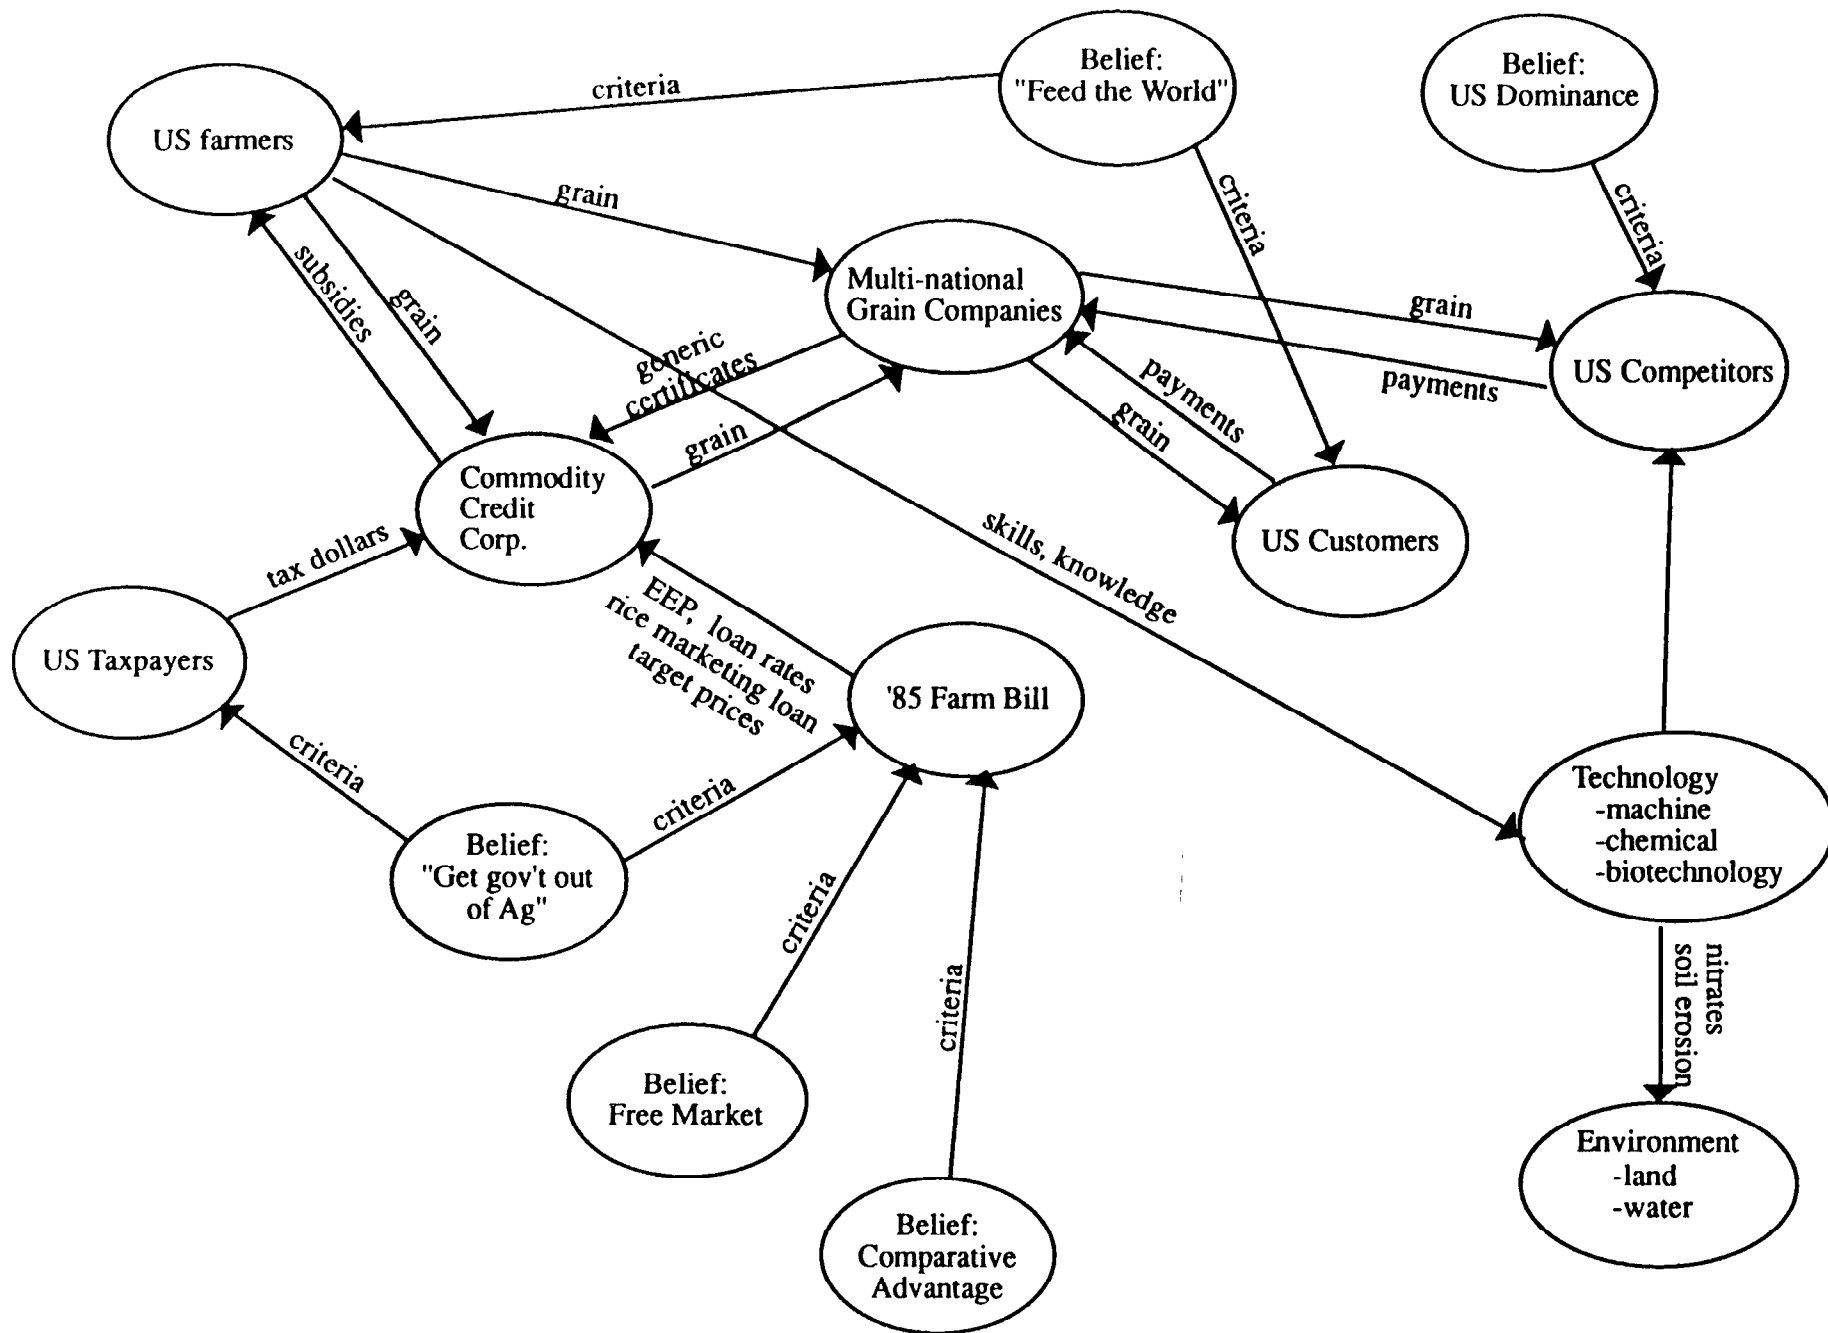 Belief:
"Feed the World"
Belief:
US Dominance
criteria
US farmers
grain
criteria
criteria
subsidies
grain
Multi-national
Grain Companies
grain
payments
US Competitors
generic
certificates
grain
payments
grain
Commodity
Credit
Corp.
US Customers
skills, knowledge
tax dollars
US Taxpayers
EEP, loan rates
rice marketing loan
target prices
'85 Farm Bill
criteria
criteria
Technology
-machine
-chemical
-biotechnology
Belief:
"Get gov't out
of Ag"
criteria
criteria
nitrates
soil erosion
Belief:
Free Market
Environment
-land
-water
Belief:
Comparative
Advantage